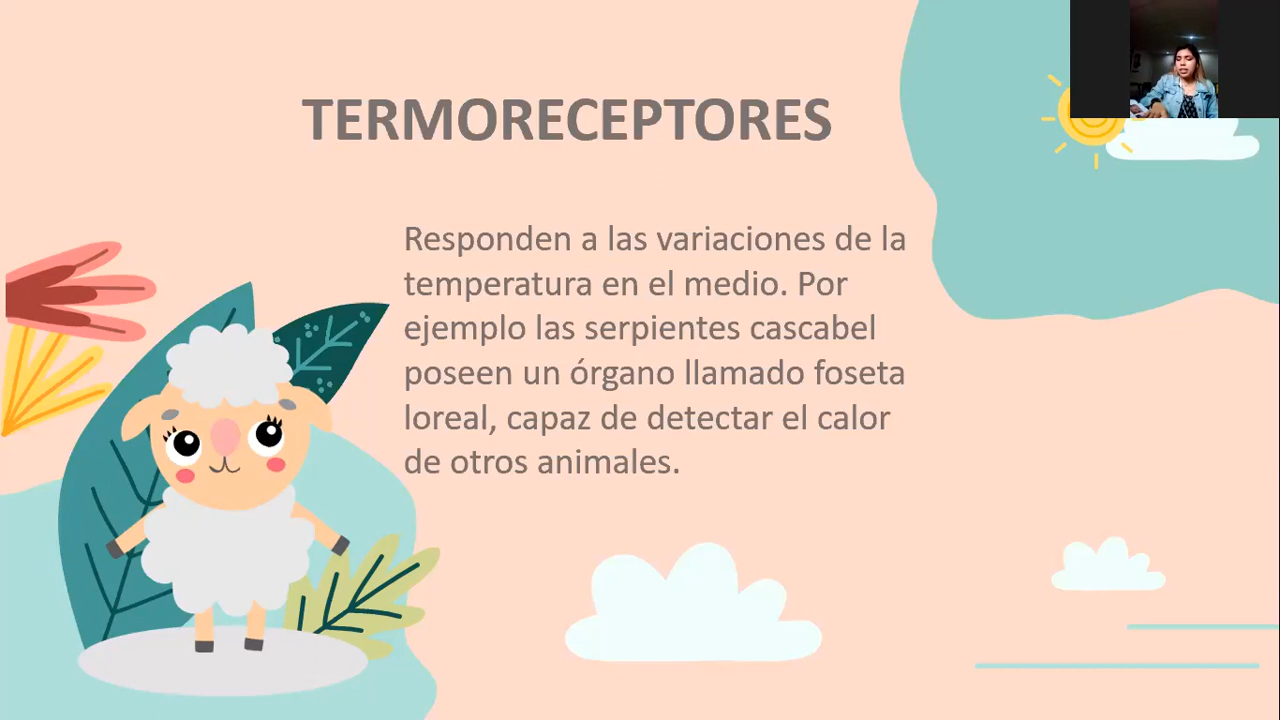 TERMORECEPTORES
Responden a las variaciones de la
temperatura en el medio. Por
ejemplo las serpientes cascabel
poseen un órgano llamado foseta
loreal, capaz de detectar el calor
de otros animales.